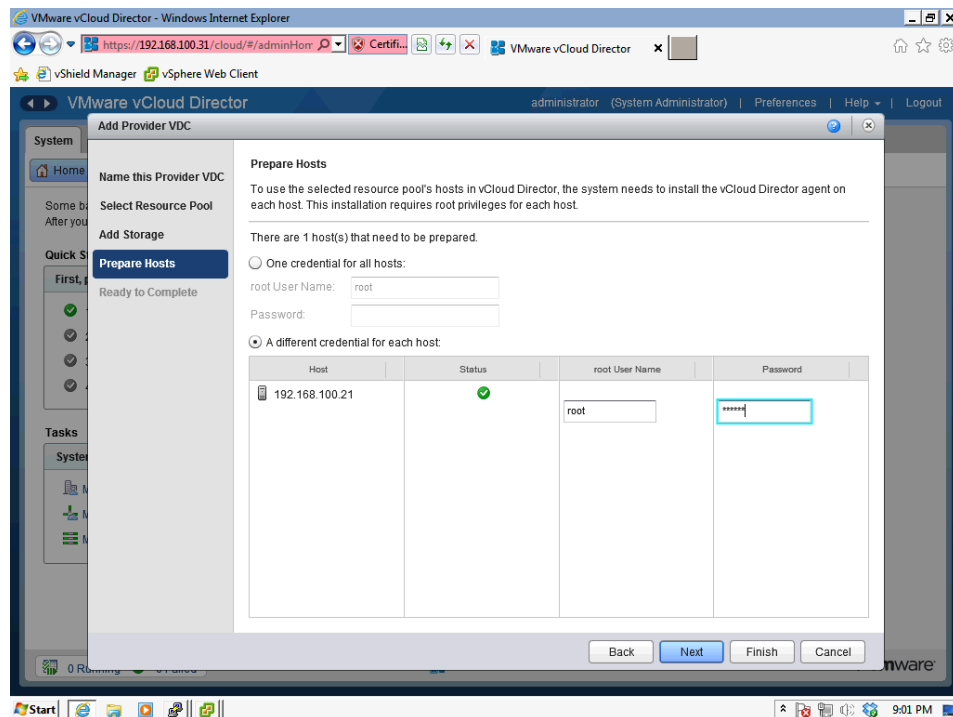 VMware vCloud Director - Windows Internet Explorer
https://192.168.100.31/cloud/#/adminHom
Certifi...
VMware vCloud Director
vShield Manager
vSphere Web Client
VMware vCloud Director
administrator (System Administrator) | Preferences | Help | Logout
Add Provider VDC
System
Home
Name this Provider VDC
Select Resource Pool
Add Storage
Prepare Hosts
Ready to Complete
Some
After you
Quick
First,
Tasks
Prepare Hosts
To use the selected resource pool's hosts in vCloud Director, the system needs to install the vCloud Director agent on
each host. This installation requires root privileges for each host.
There are 1 host(s) that need to be prepared.
One credential for all hosts:
root User Name: root
Password:
A different credential for each host:
Host Status root User Name Password
192.168.100.21 root ******
Back Next Finish Cancel
mware
Start
9:01 PM